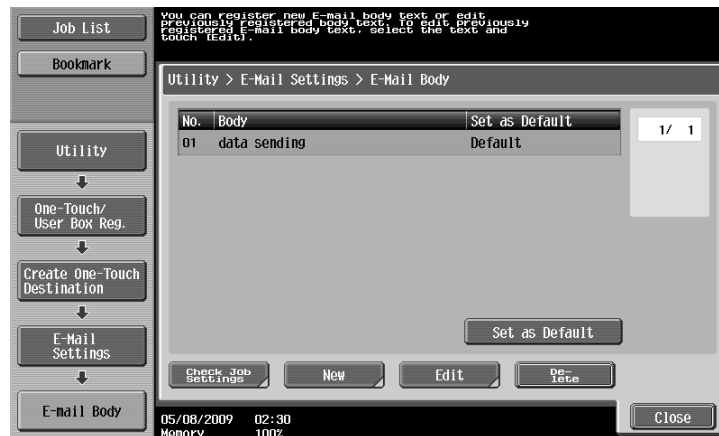 Job List
Bookmark
You can register new E-mail body text or edit
previously registered body text. To edit previously
registered E-mail body text, select the text and
touch [Edit].
Utility > E-Mail Settings > E-Mail Body
No. Body Set as Default
01 data sending Default
1/ 1
Utility
One-Touch/
User Box Reg.
Create One-Touch
Destination
E-Mail
Settings
E-mail Body
Set as Default
Check Job
Settings
New
Edit
De-
lete
05/08/2009 02:30
Memory 100%
Close